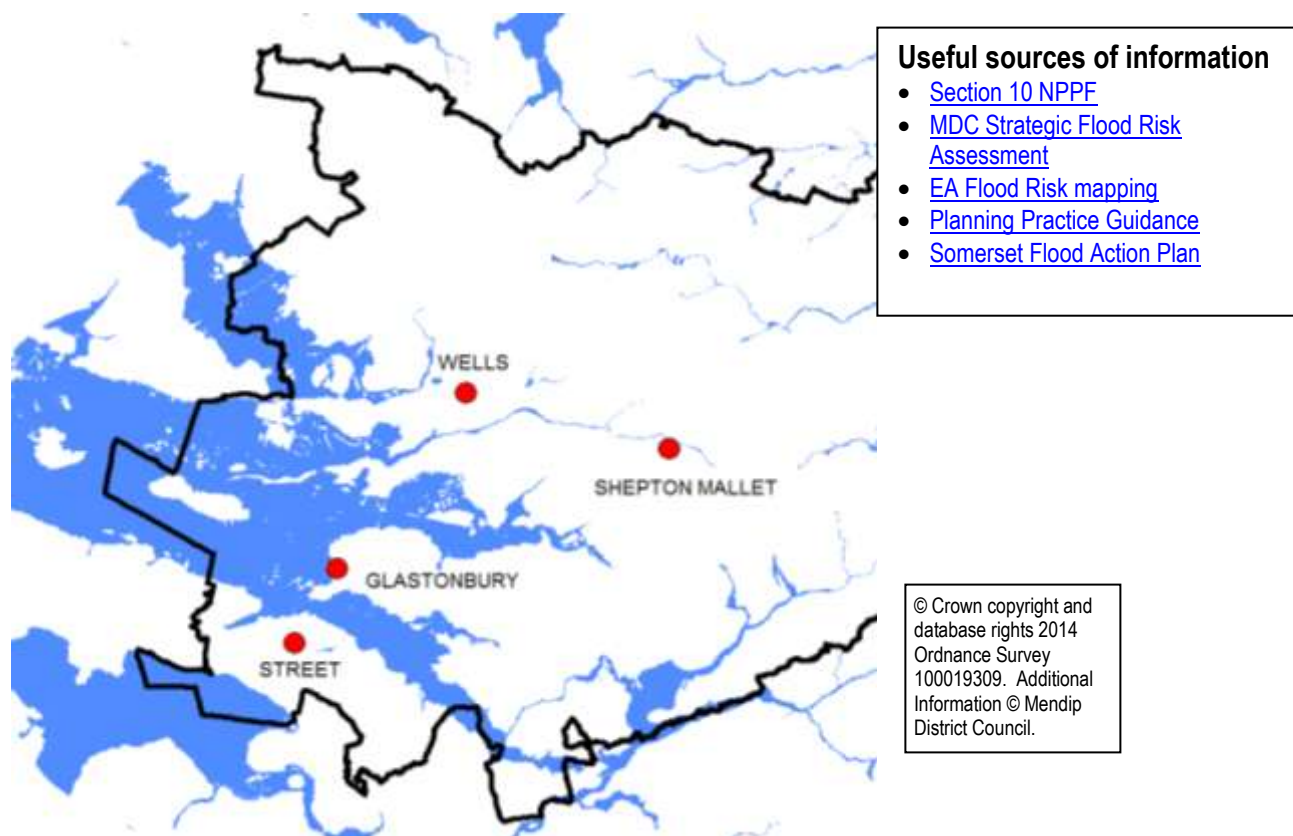 Useful sources of information
• Section 10 NPPF
• MDC Strategic Flood Risk
Assessment
• EA Flood Risk mapping
• Planning Practice Guidance
• Somerset Flood Action Plan
WELLS
SHEPTON MALLET
GLASTONBURY
STREET
© Crown copyright and
database rights 2014
Ordnance Survey
100019309.  Additional
Information © Mendip
District Council.